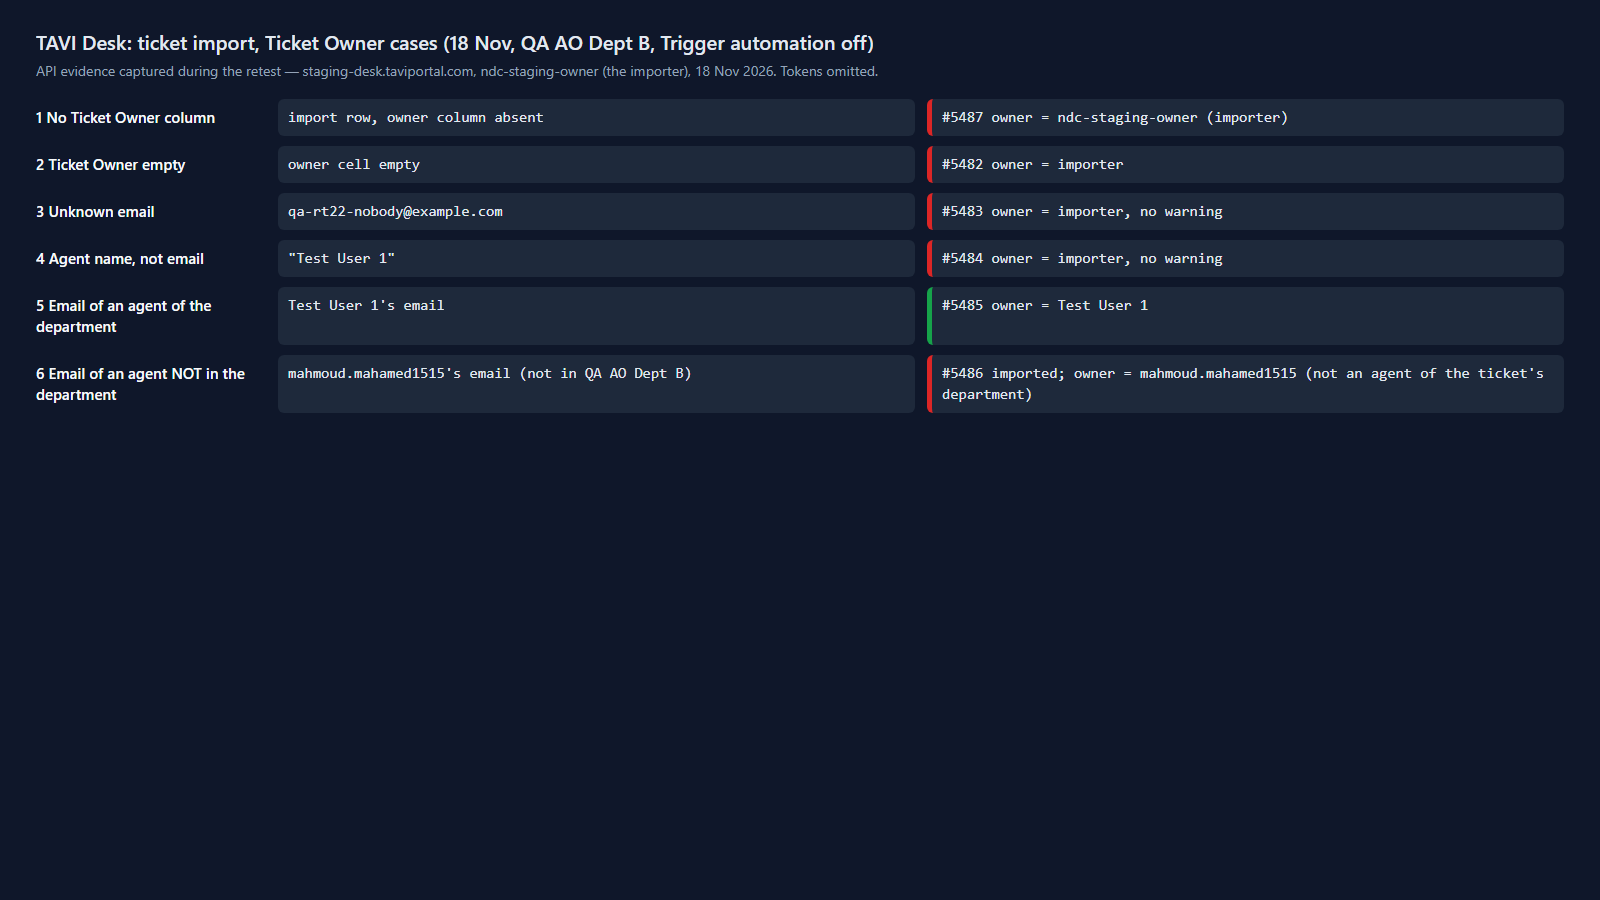 TAVI Desk: ticket import, Ticket Owner cases (18 Nov, QA AO Dept B, Trigger automation off)
API evidence captured during the retest — staging-desk.taviportal.com, ndc-staging-owner (the importer), 18 Nov 2026. Tokens omitted.
1 No Ticket Owner column
import row, owner column absent
#5487 owner = ndc-staging-owner (importer)
2 Ticket Owner empty
owner cell empty
#5482 owner = importer
3 Unknown email
qa-rt22-nobody@example.com
#5483 owner = importer, no warning
4 Agent name, not email
"Test User 1"
#5484 owner = importer, no warning
5 Email of an agent of the
department
Test User 1's email
#5485 owner = Test User 1
6 Email of an agent NOT in the
department
mahmoud.mahamed1515's email (not in QA AO Dept B)
#5486 imported; owner = mahmoud.mahamed1515 (not an agent of the ticket's
department)